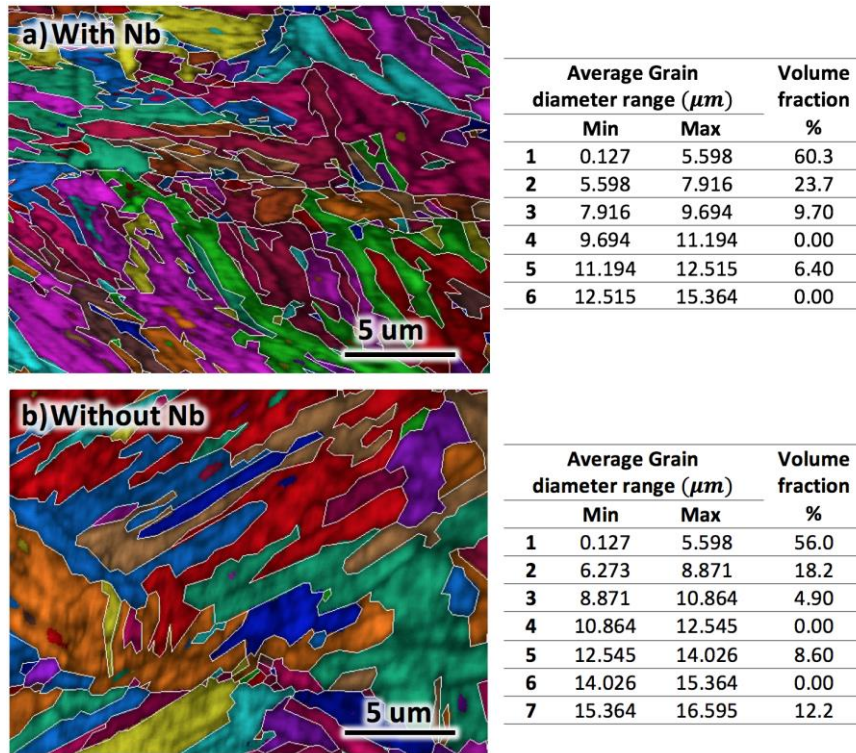 a) With Nb
5 um
Average Grain Volume
diameter range (μm) fraction
Min Max %
1 0.127 5.598 60.3
2 5.598 7.916 23.7
3 7.916 9.694 9.70
4 9.694 11.194 0.00
5 11.194 12.515 6.40
6 12.515 15.364 0.00
b) Without Nb
5 um
Average Grain Volume
diameter range (μm) fraction
Min Max %
1 0.127 5.598 56.0
2 6.273 8.871 18.2
3 8.871 10.864 4.90
4 10.864 12.545 0.00
5 12.545 14.026 8.60
6 14.026 15.364 0.00
7 15.364 16.595 12.2